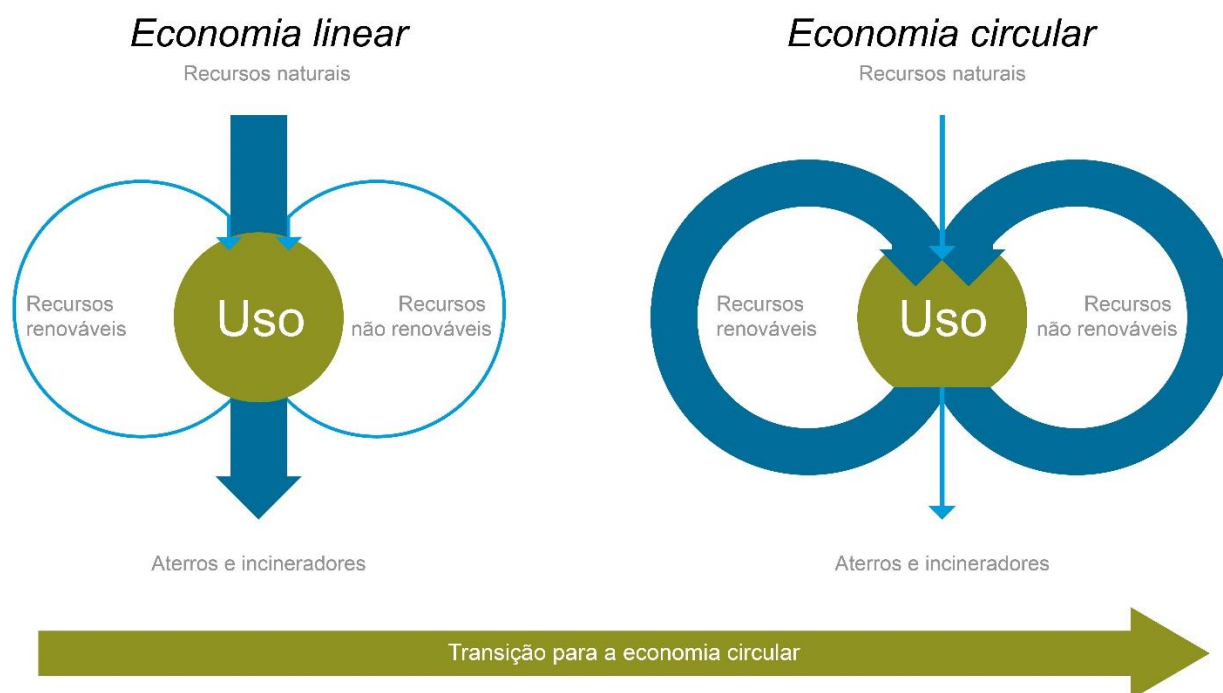 Economia linear
Recursos naturais
Recursos
renováveis
Uso
Recursos
não renováveis
Aterros e incineradores
Economia circular
Recursos naturais
Recursos
renováveis
Uso
Recursos
não renováveis
Aterros e incineradores
Transição para a economia circular